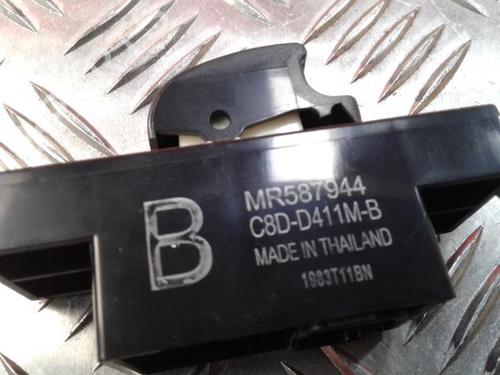 B
MR587944
C8D-D411M-B
MADE IN THAILAND
1983T11BN